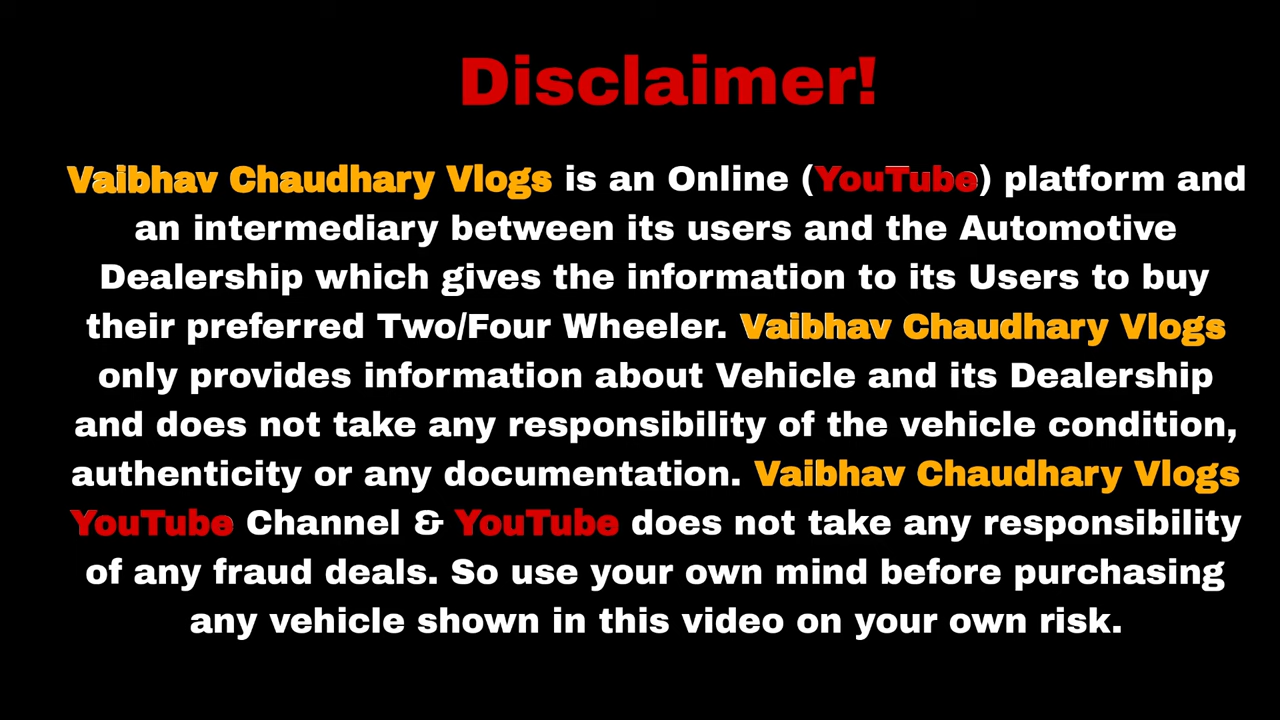 Disclaimer!
Vaibhav Chaudhary Vlogs is an Online (YouTube) platform and
an intermediary between its users and the Automotive
Dealership which gives the information to its Users to buy
their preferred Two/Four Wheeler. Vaibhav Chaudhary Vlogs
only provides information about Vehicle and its Dealership
and does not take any responsibility of the vehicle condition,
authenticity or any documentation. Vaibhav Chaudhary Vlogs
YouTube Channel & YouTube does not take any responsibility
of any fraud deals. So use your own mind before purchasing
any vehicle shown in this video on your own risk.